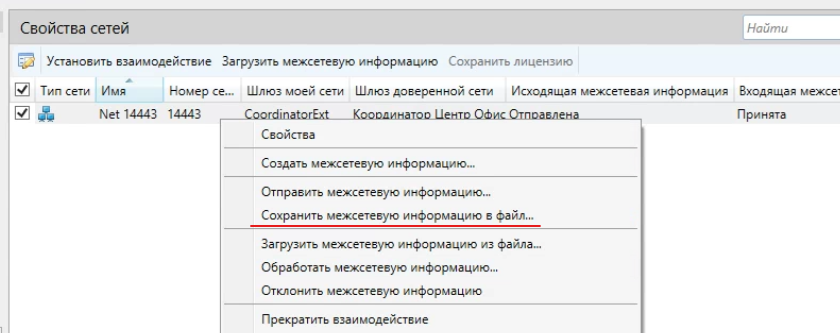 Свойства сетей
Найти
Установить взаимодействие Загрузить межсетевую информацию Сохранить лицензию
Тип сети Имя Номер се... Шлюз моей сети Шлюз доверенной сети Исходящая межсетевая информация Входящая межсет
Net 14443 14443 CoordinatorExt Координатор Центр Офис Отправлена Принята
Свойства
Создать межсетевую информацию...
Отправить межсетевую информацию...
Сохранить межсетевую информацию в файл...
Загрузить межсетевую информацию из файла...
Обработать межсетевую информацию...
Отклонить межсетевую информацию
Прекратить взаимодействие